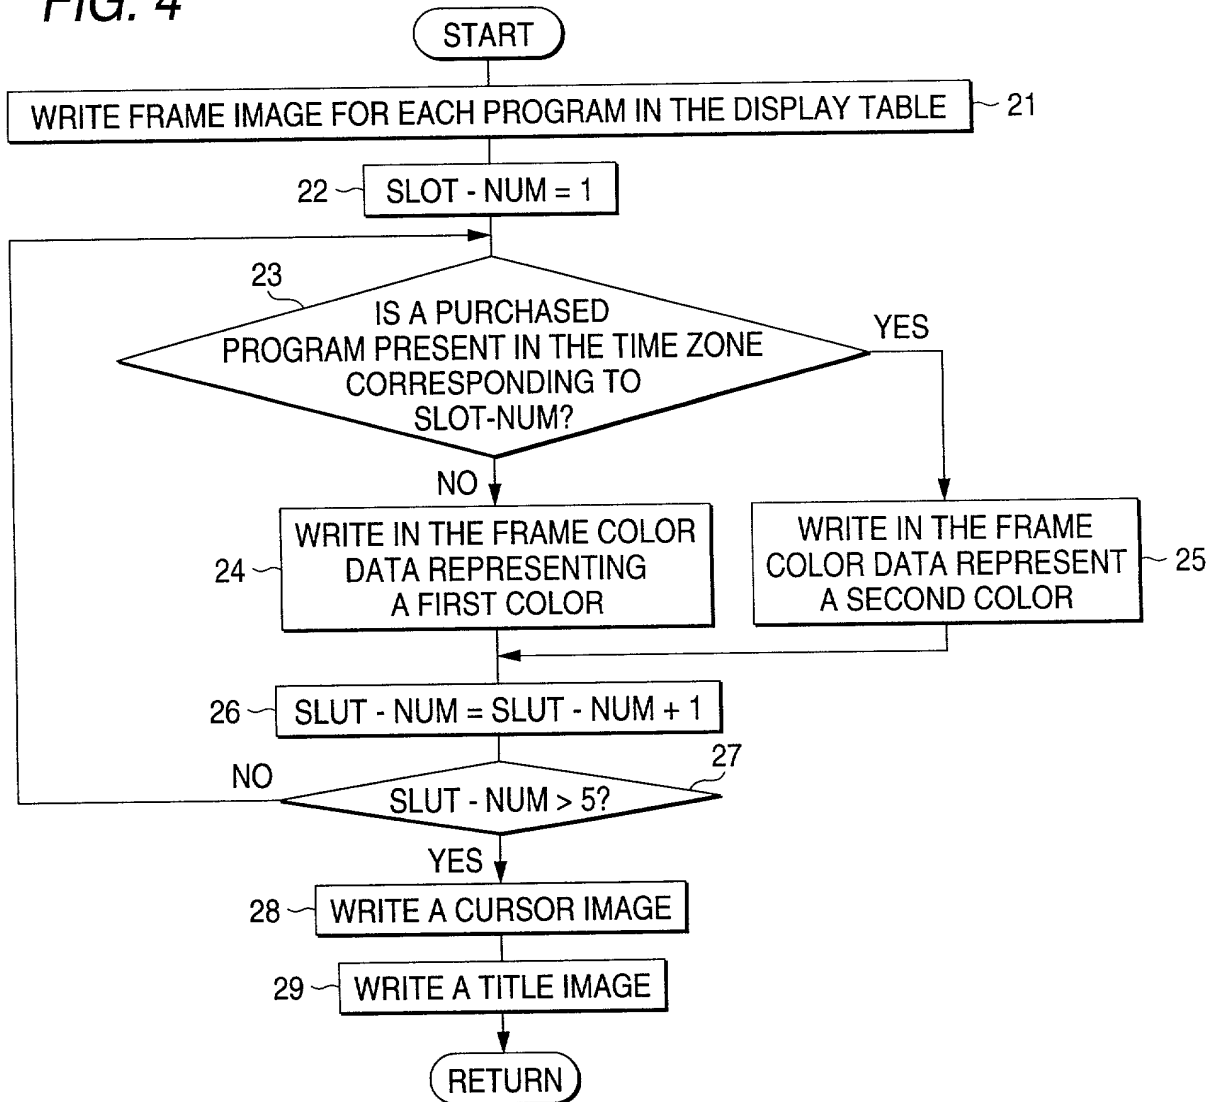 FIG. 4
START
WRITE FRAME IMAGE FOR EACH PROGRAM IN THE DISPLAY TABLE
21
22
SLOT - NUM = 1
23
IS A PURCHASED
PROGRAM PRESENT IN THE TIME ZONE
CORRESPONDING TO
SLOT-NUM?
YES
NO
24
WRITE IN THE FRAME COLOR
DATA REPRESENTING
A FIRST COLOR
WRITE IN THE FRAME
COLOR DATA REPRESENT
A SECOND COLOR
25
26
SLUT - NUM = SLUT - NUM + 1
27
NO
SLUT - NUM > 5?
YES
28
WRITE A CURSOR IMAGE
29
WRITE A TITLE IMAGE
RETURN